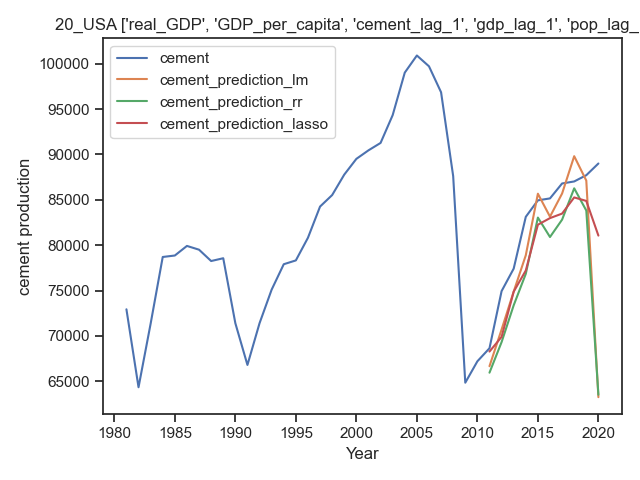 20_USA ['real_GDP', 'GDP_per_capita', 'cement_lag_1', 'gdp_lag_1', 'pop_lag_
cement
cement_prediction_lm
cement_prediction_rr
cement_prediction_lasso
cement production
100000
95000
90000
85000
80000
75000
70000
65000
1980 1985 1990 1995 2000 2005 2010 2015 2020
Year